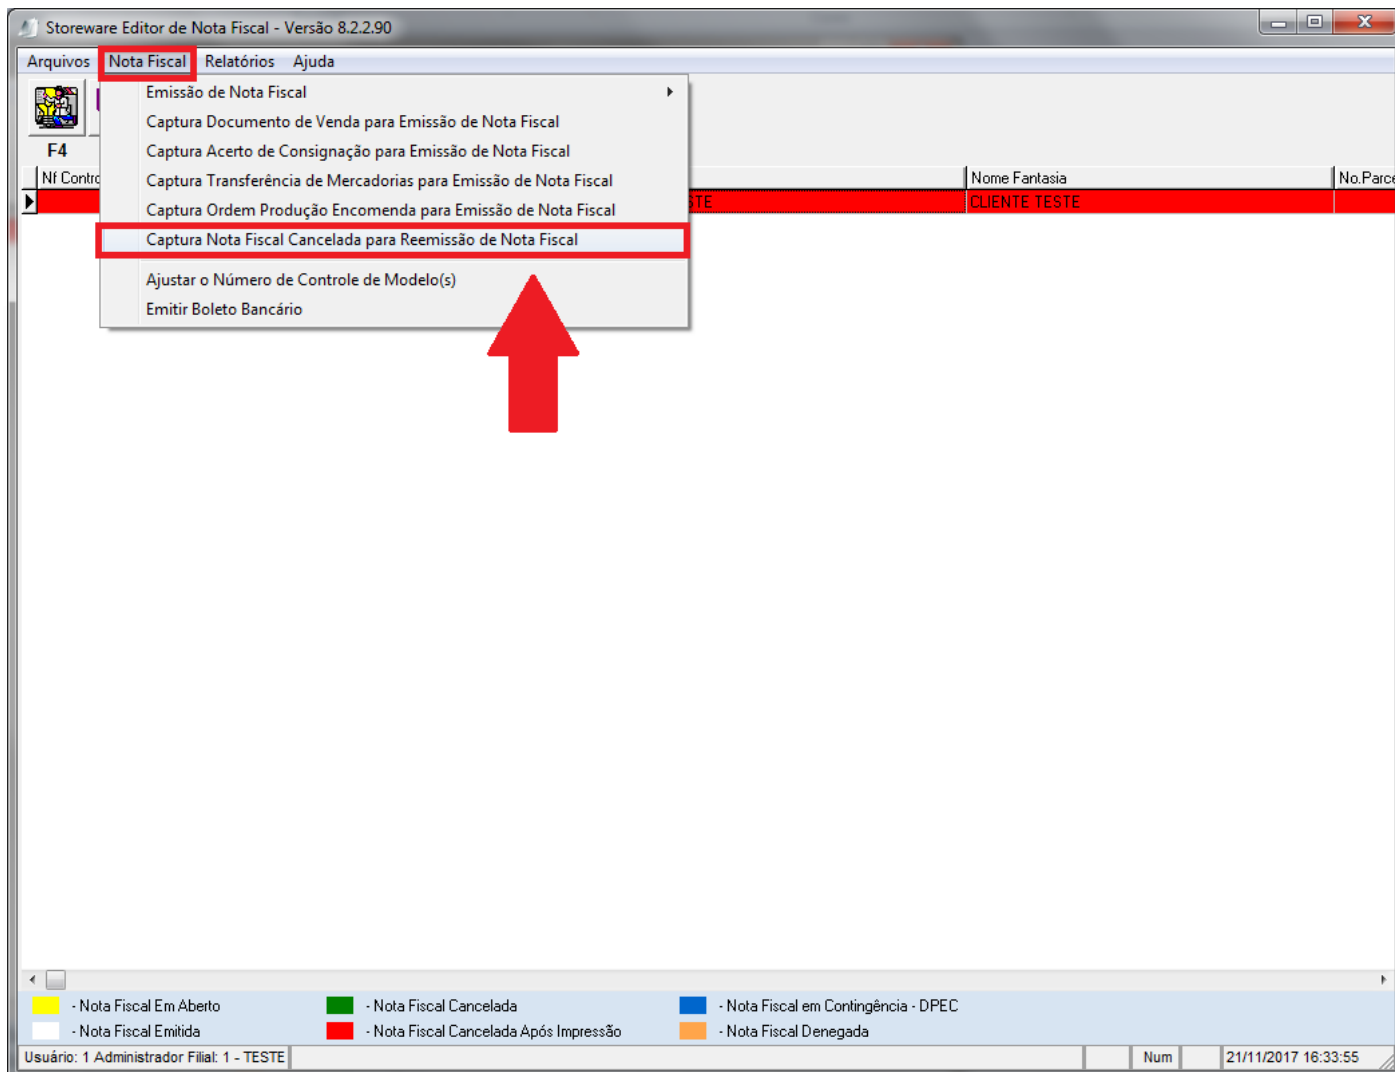 Storeware Editor de Nota Fiscal - Versão 8.2.2.90
Arquivos Nota Fiscal Relatórios Ajuda
Emissão de Nota Fiscal
Captura Documento de Venda para Emissão de Nota Fiscal
F4
Captura Acerto de Consignação para Emissão de Nota Fiscal
Nf Contro
Captura Transferência de Mercadorias para Emissão de Nota Fiscal
Nome Fantasia
No.Parce
Captura Ordem Produção Encomenda para Emissão de Nota Fiscal
STE
CLIENTE TESTE
Captura Nota Fiscal Cancelada para Reemissão de Nota Fiscal
Ajustar o Número de Controle de Modelo(s)
Emitir Boleto Bancário
- Nota Fiscal Em Aberto
- Nota Fiscal Cancelada
- Nota Fiscal em Contingência - DPEC
- Nota Fiscal Emitida
- Nota Fiscal Cancelada Após Impressão
- Nota Fiscal Denegada
Usuário: 1 Administrador Filial: 1 - TESTE
Num
21/11/2017 16:33:55